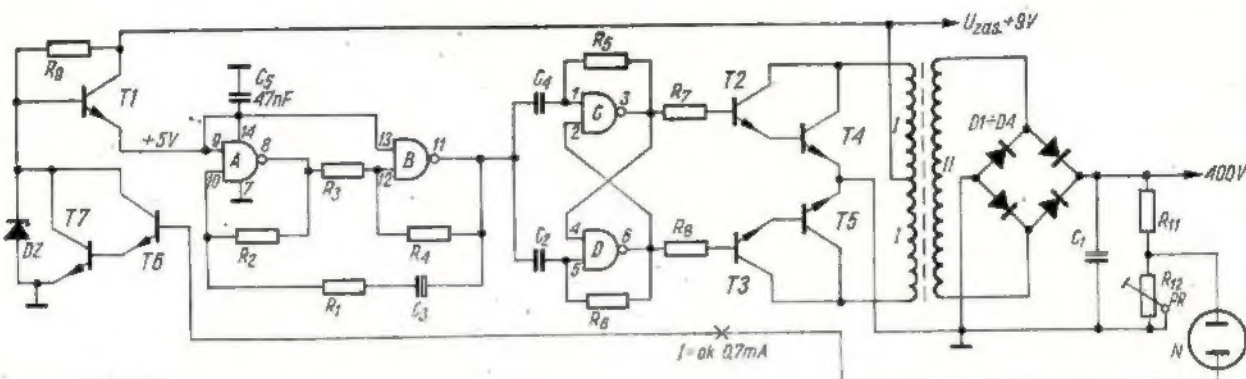 U zas. +9V
R9
T1
C5
47nF
+5V
14
9
A
8
10
7
R3
13
B
11
12
R2
R4
R1
C3
C4
R5
1
G
3
2
C2
4
D
6
5
R6
R7
R8
T2
T4
T5
T3
I
I
II
D1÷D4
400V
R11
C1
R12
PR
N
T7
DZ
T6
I=ok 0,7mA